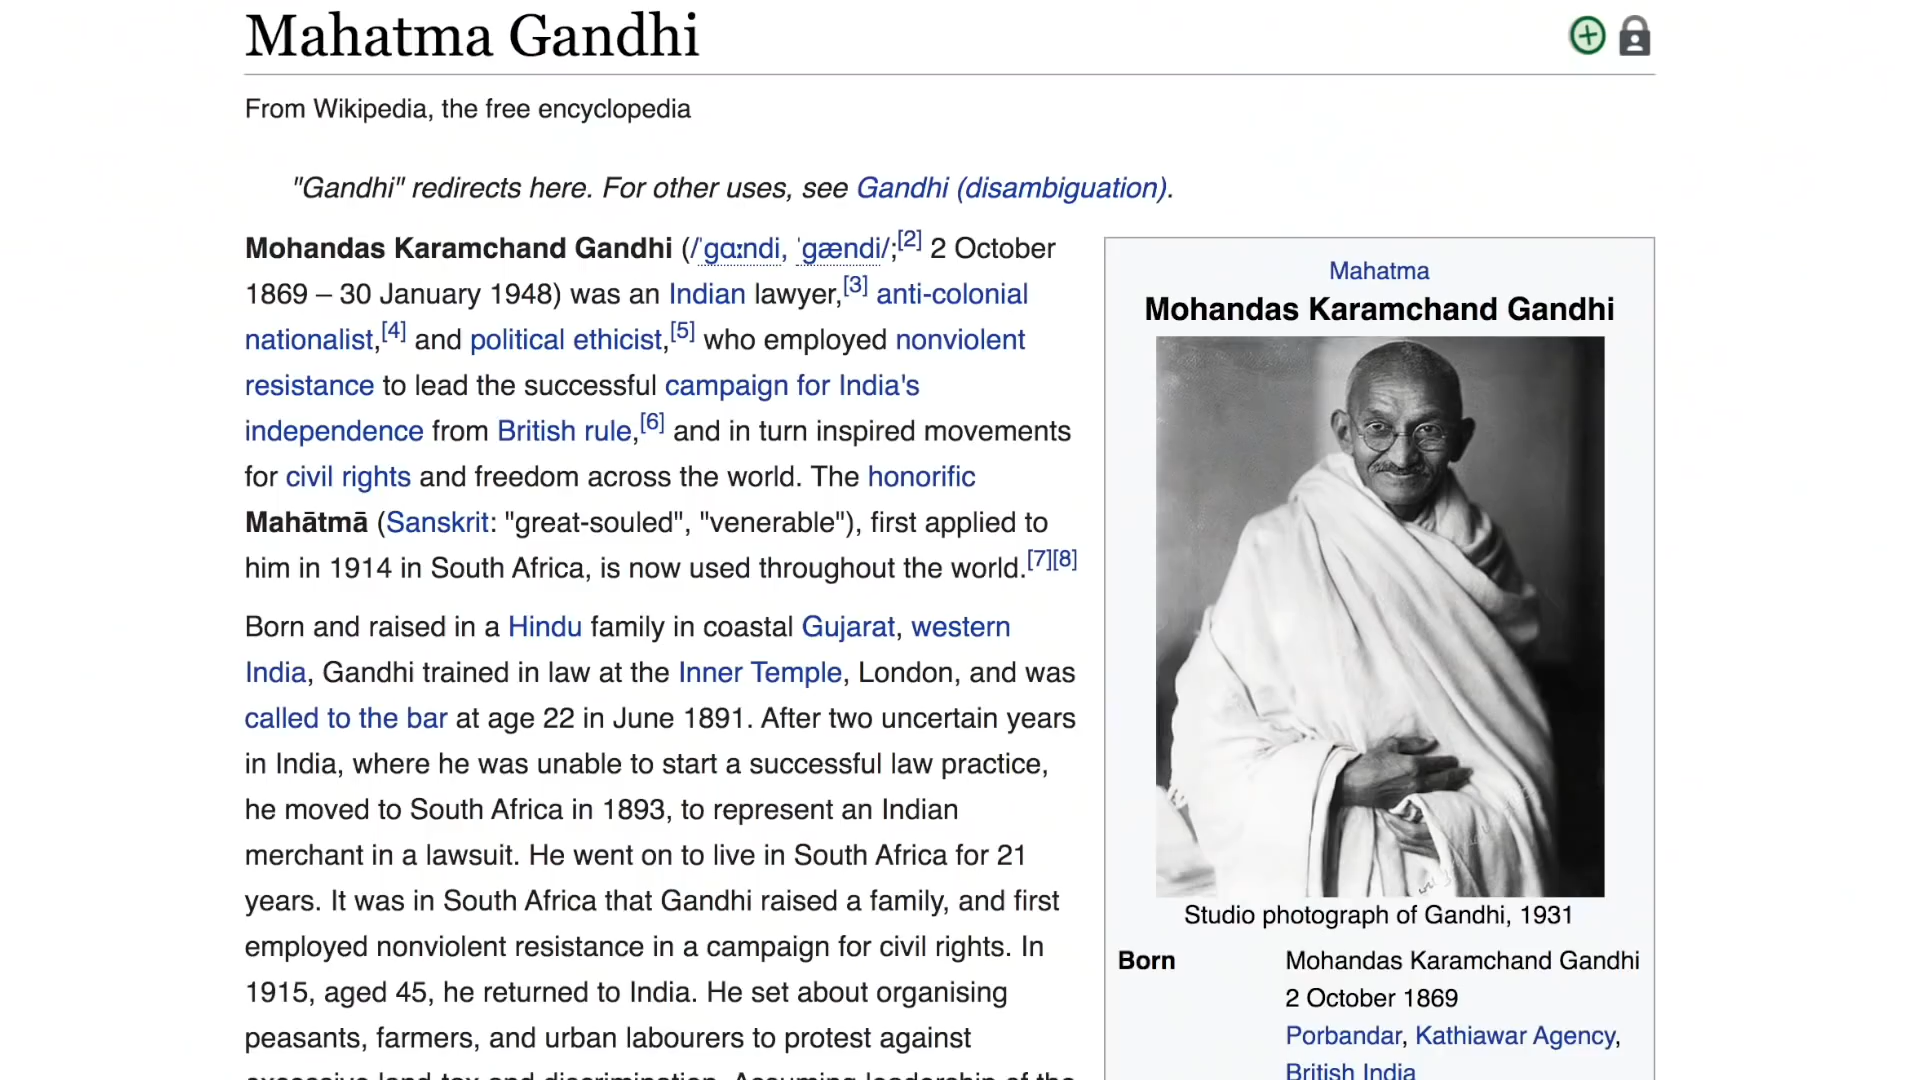 Mahatma Gandhi
From Wikipedia, the free encyclopedia
"Gandhi" redirects here. For other uses, see Gandhi (disambiguation).
Mohandas Karamchand Gandhi (/ˈɡɑːndi, ˈɡændi/;[2] 2 October
1869 – 30 January 1948) was an Indian lawyer,[3] anti-colonial
nationalist,[4] and political ethicist,[5] who employed nonviolent
resistance to lead the successful campaign for India's
independence from British rule,[6] and in turn inspired movements
for civil rights and freedom across the world. The honorific
Mahātmā (Sanskrit: "great-souled", "venerable"), first applied to
him in 1914 in South Africa, is now used throughout the world.[7][8]
Born and raised in a Hindu family in coastal Gujarat, western
India, Gandhi trained in law at the Inner Temple, London, and was
called to the bar at age 22 in June 1891. After two uncertain years
in India, where he was unable to start a successful law practice,
he moved to South Africa in 1893, to represent an Indian
merchant in a lawsuit. He went on to live in South Africa for 21
years. It was in South Africa that Gandhi raised a family, and first
employed nonviolent resistance in a campaign for civil rights. In
1915, aged 45, he returned to India. He set about organising
peasants, farmers, and urban labourers to protest against
excessive land-tax and discrimination. Assuming leadership of the
Mahatma
Mohandas Karamchand Gandhi
Studio photograph of Gandhi, 1931
Born
Mohandas Karamchand Gandhi
2 October 1869
Porbandar, Kathiawar Agency,
British India